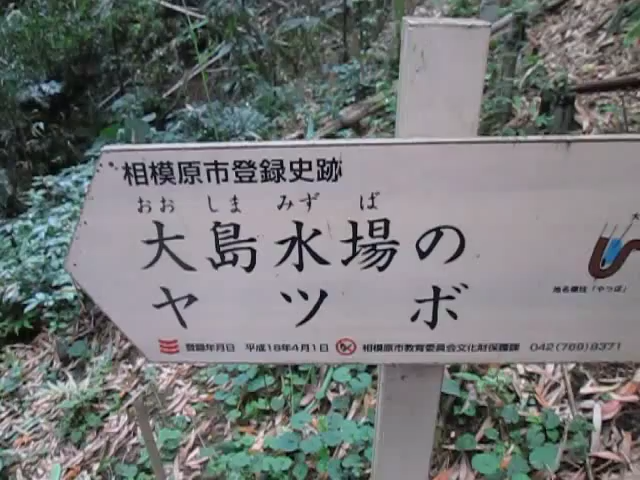 相模原市登録史跡
おおしまみずば
大島水場の
ヤツボ
登録年月日 平成18年4月1日 相模原市教育委員会文化財保護課 042(769)8371